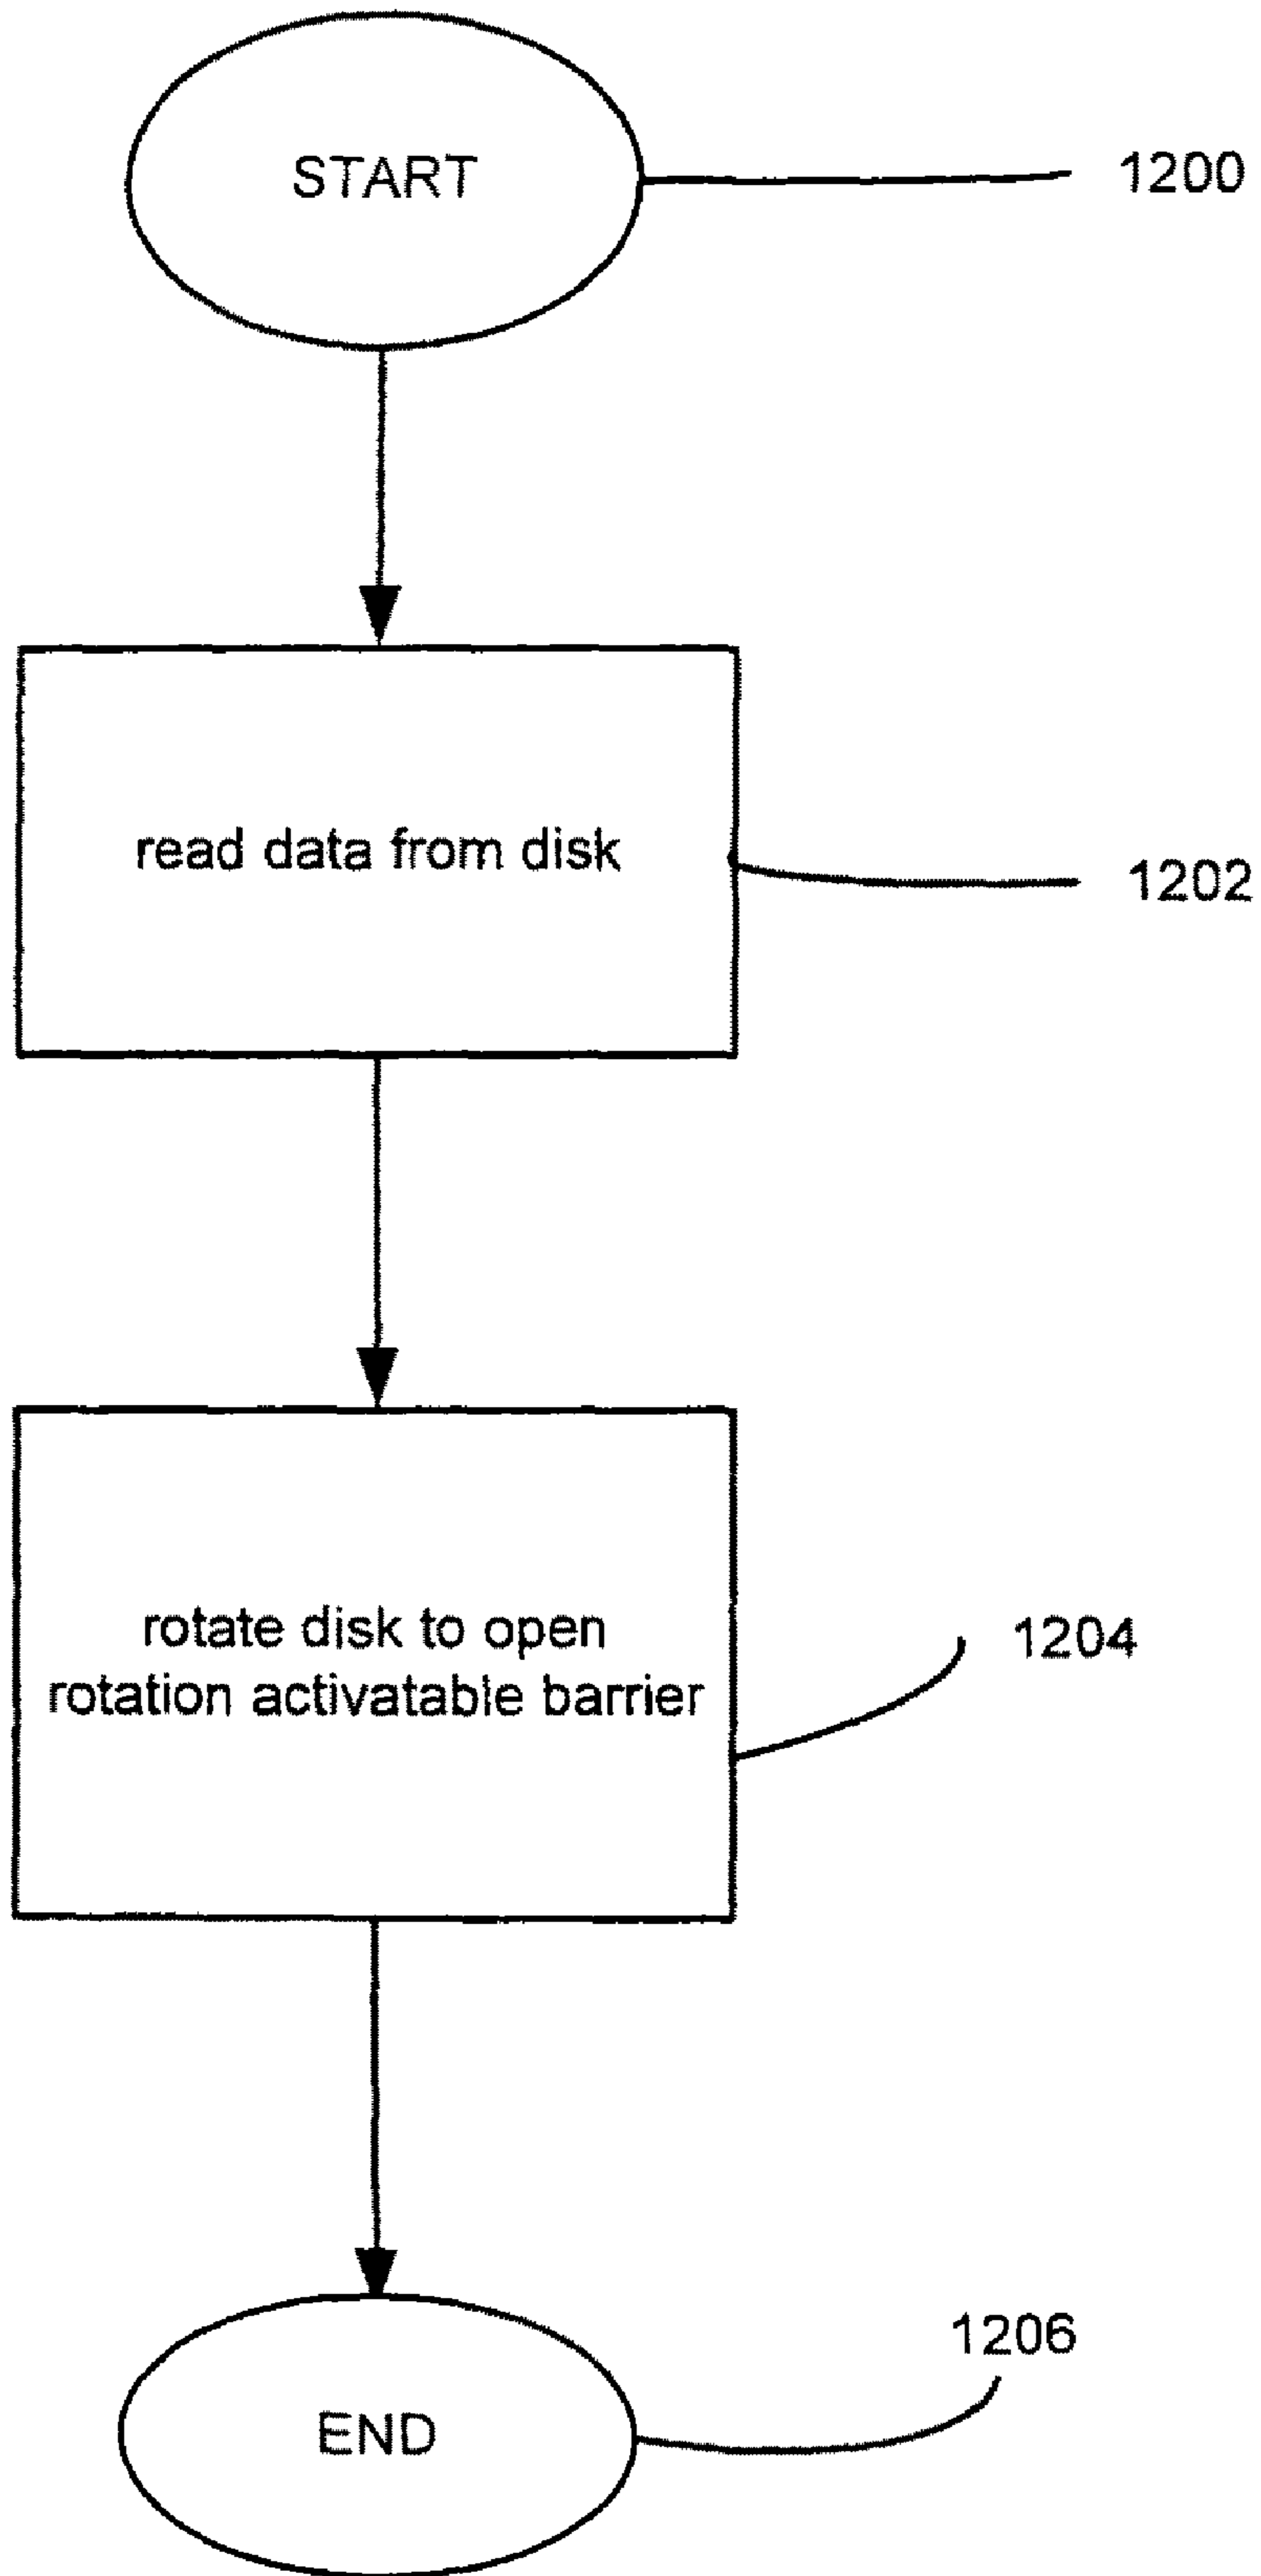 START
1200
read data from disk
1202
rotate disk to open
rotation activatable barrier
1204
1206
END